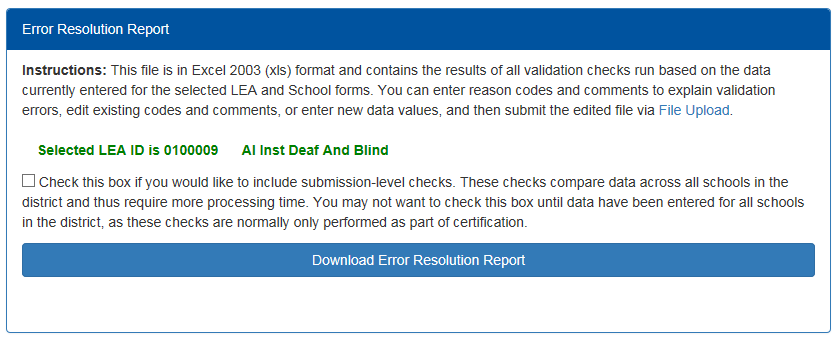 Error Resolution Report
Instructions: This file is in Excel 2003 (xls) format and contains the results of all validation checks run based on the data
currently entered for the selected LEA and School forms. You can enter reason codes and comments to explain validation
errors, edit existing codes and comments, or enter new data values, and then submit the edited file via File Upload.
Selected LEA ID is 0100009 Al Inst Deaf And Blind
Check this box if you would like to include submission-level checks. These checks compare data across all schools in the
district and thus require more processing time. You may not want to check this box until data have been entered for all schools
in the district, as these checks are normally only performed as part of certification.
Download Error Resolution Report